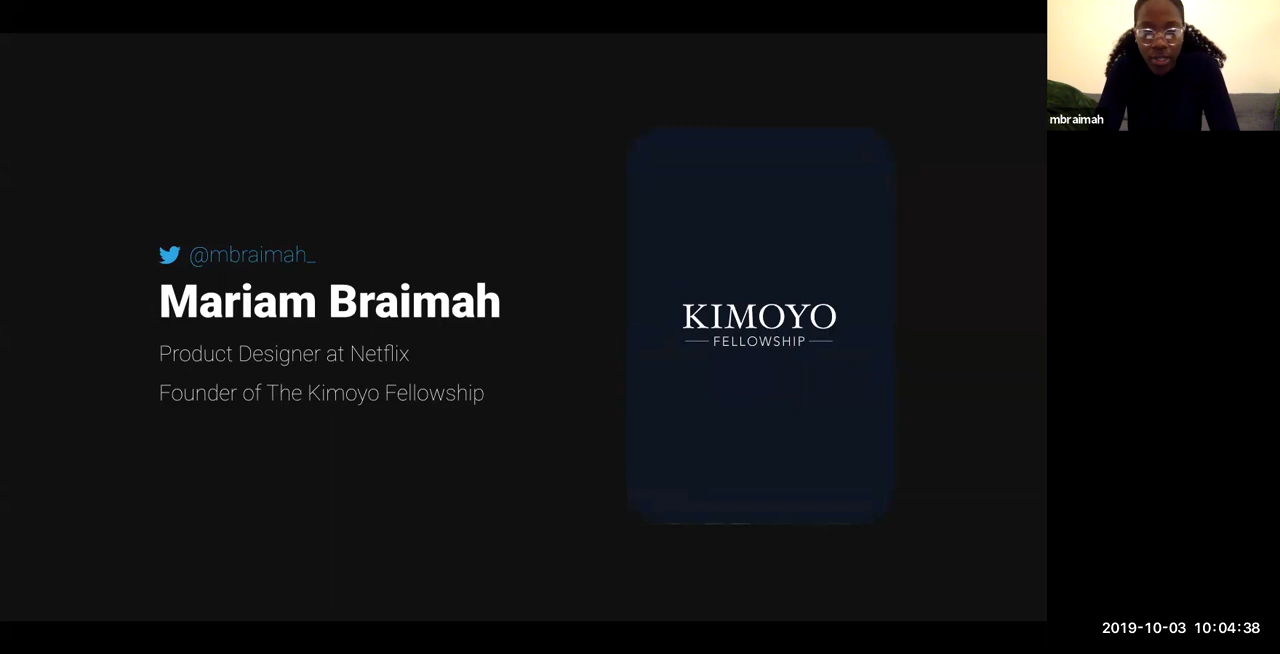 @mbraimah_
Mariam Braimah
Product Designer at Netflix
Founder of The Kimoyo Fellowship
KIMOYO
FELLOWSHIP
mbraimah
2019-10-03 10:04:38